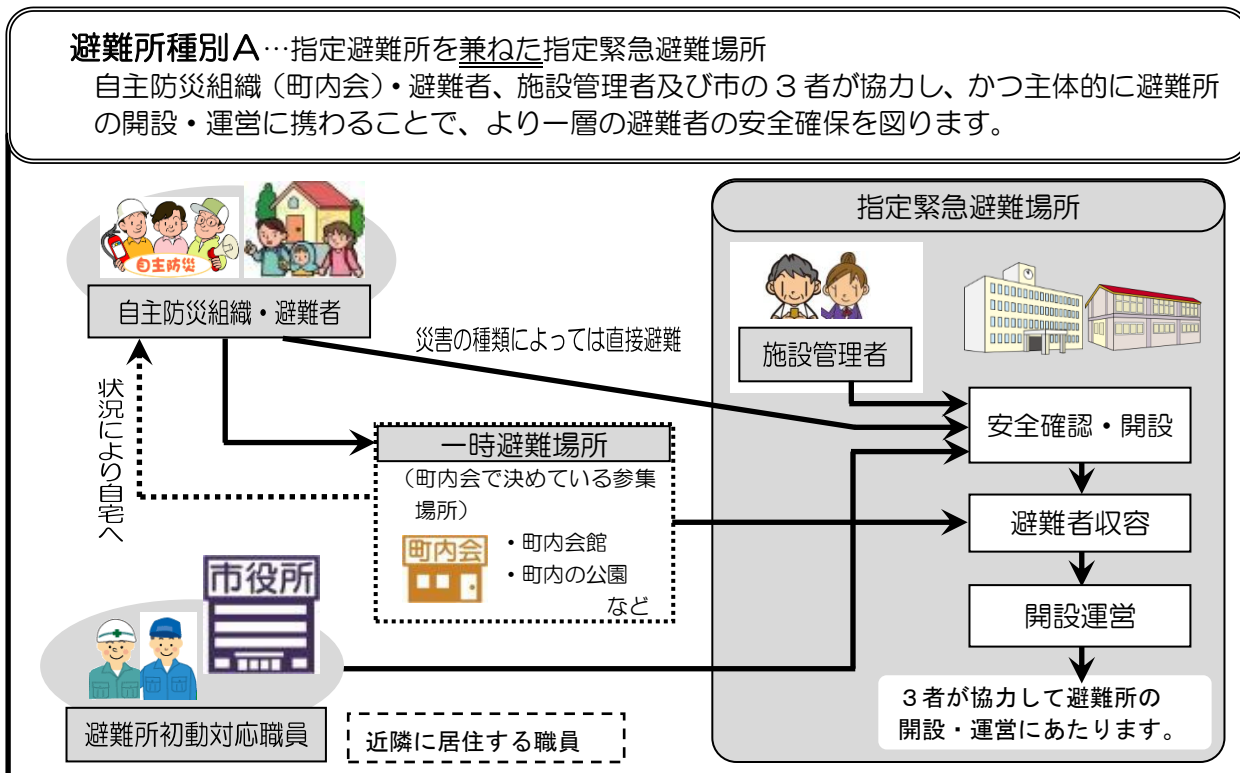 避難所種別A…指定避難所を兼ねた指定緊急避難場所
自主防災組織（町内会）・避難者、施設管理者及び市の３者が協力し、かつ主体的に避難所
の開設・運営に携わることで、より一層の避難者の安全確保を図ります。
指定緊急避難場所
自主防災
自主防災組織・避難者
災害の種類によっては直接避難
施設管理者
状況により自宅へ
安全確認・開設
一時避難場所
（町内会で決めている参集
場所）
町内会
・町内会館
・町内の公園
など
避難者収容
市役所
開設運営
避難所初動対応職員
近隣に居住する職員
３者が協力して避難所の
開設・運営にあたります。